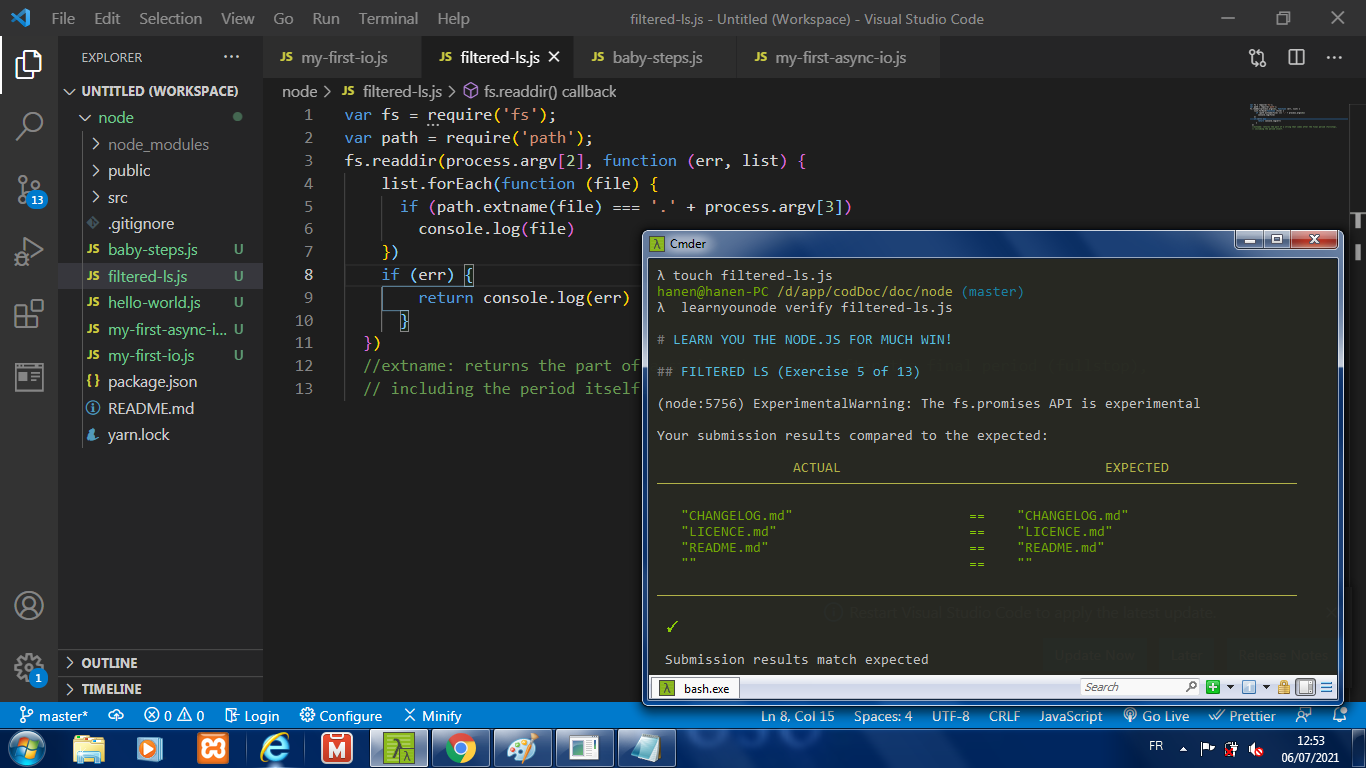 File Edit Selection View Go Run Terminal Help
filtered-ls.js - Untitled (Workspace) - Visual Studio Code
EXPLORER
JS my-first-io.js
JS filtered-ls.js
JS baby-steps.js
JS my-first-async-io.js
UNTITLED (WORKSPACE)
node
node_modules
public
src
.gitignore
JS baby-steps.js U
JS filtered-ls.js U
JS hello-world.js U
JS my-first-async-i... U
JS my-first-io.js U
{} package.json
README.md
yarn.lock
13
OUTLINE
TIMELINE
1
node > JS filtered-ls.js > fs.readdir() callback
1 var fs = require('fs');
2 var path = require('path');
3 fs.readdir(process.argv[2], function (err, list) {
4 list.forEach(function (file) {
5 if (path.extname(file) === '.' + process.argv[3])
6 console.log(file)
7 })
8 if (err) {
9 return console.log(err)
10 }
11 })
12 //extname: returns the part of
13 // including the period itself
Cmder
λ touch filtered-ls.js
hanen@hanen-PC /d/app/codDoc/doc/node (master)
λ learnyounode verify filtered-ls.js
# LEARN YOU THE NODE.JS FOR MUCH WIN!
## FILTERED LS (Exercise 5 of 13)
(node:5756) ExperimentalWarning: The fs.promises API is experimental
Your submission results compared to the expected:
ACTUAL EXPECTED
"CHANGELOG.md" == "CHANGELOG.md"
"LICENCE.md" == "LICENCE.md"
"README.md" == "README.md"
"" == ""
✓
Submission results match expected
bash.exe
Search
master* 0 0 Login Configure Minify
Ln 8, Col 15 Spaces: 4 UTF-8 CRLF JavaScript Go Live Prettier
FR
12:53
06/07/2021